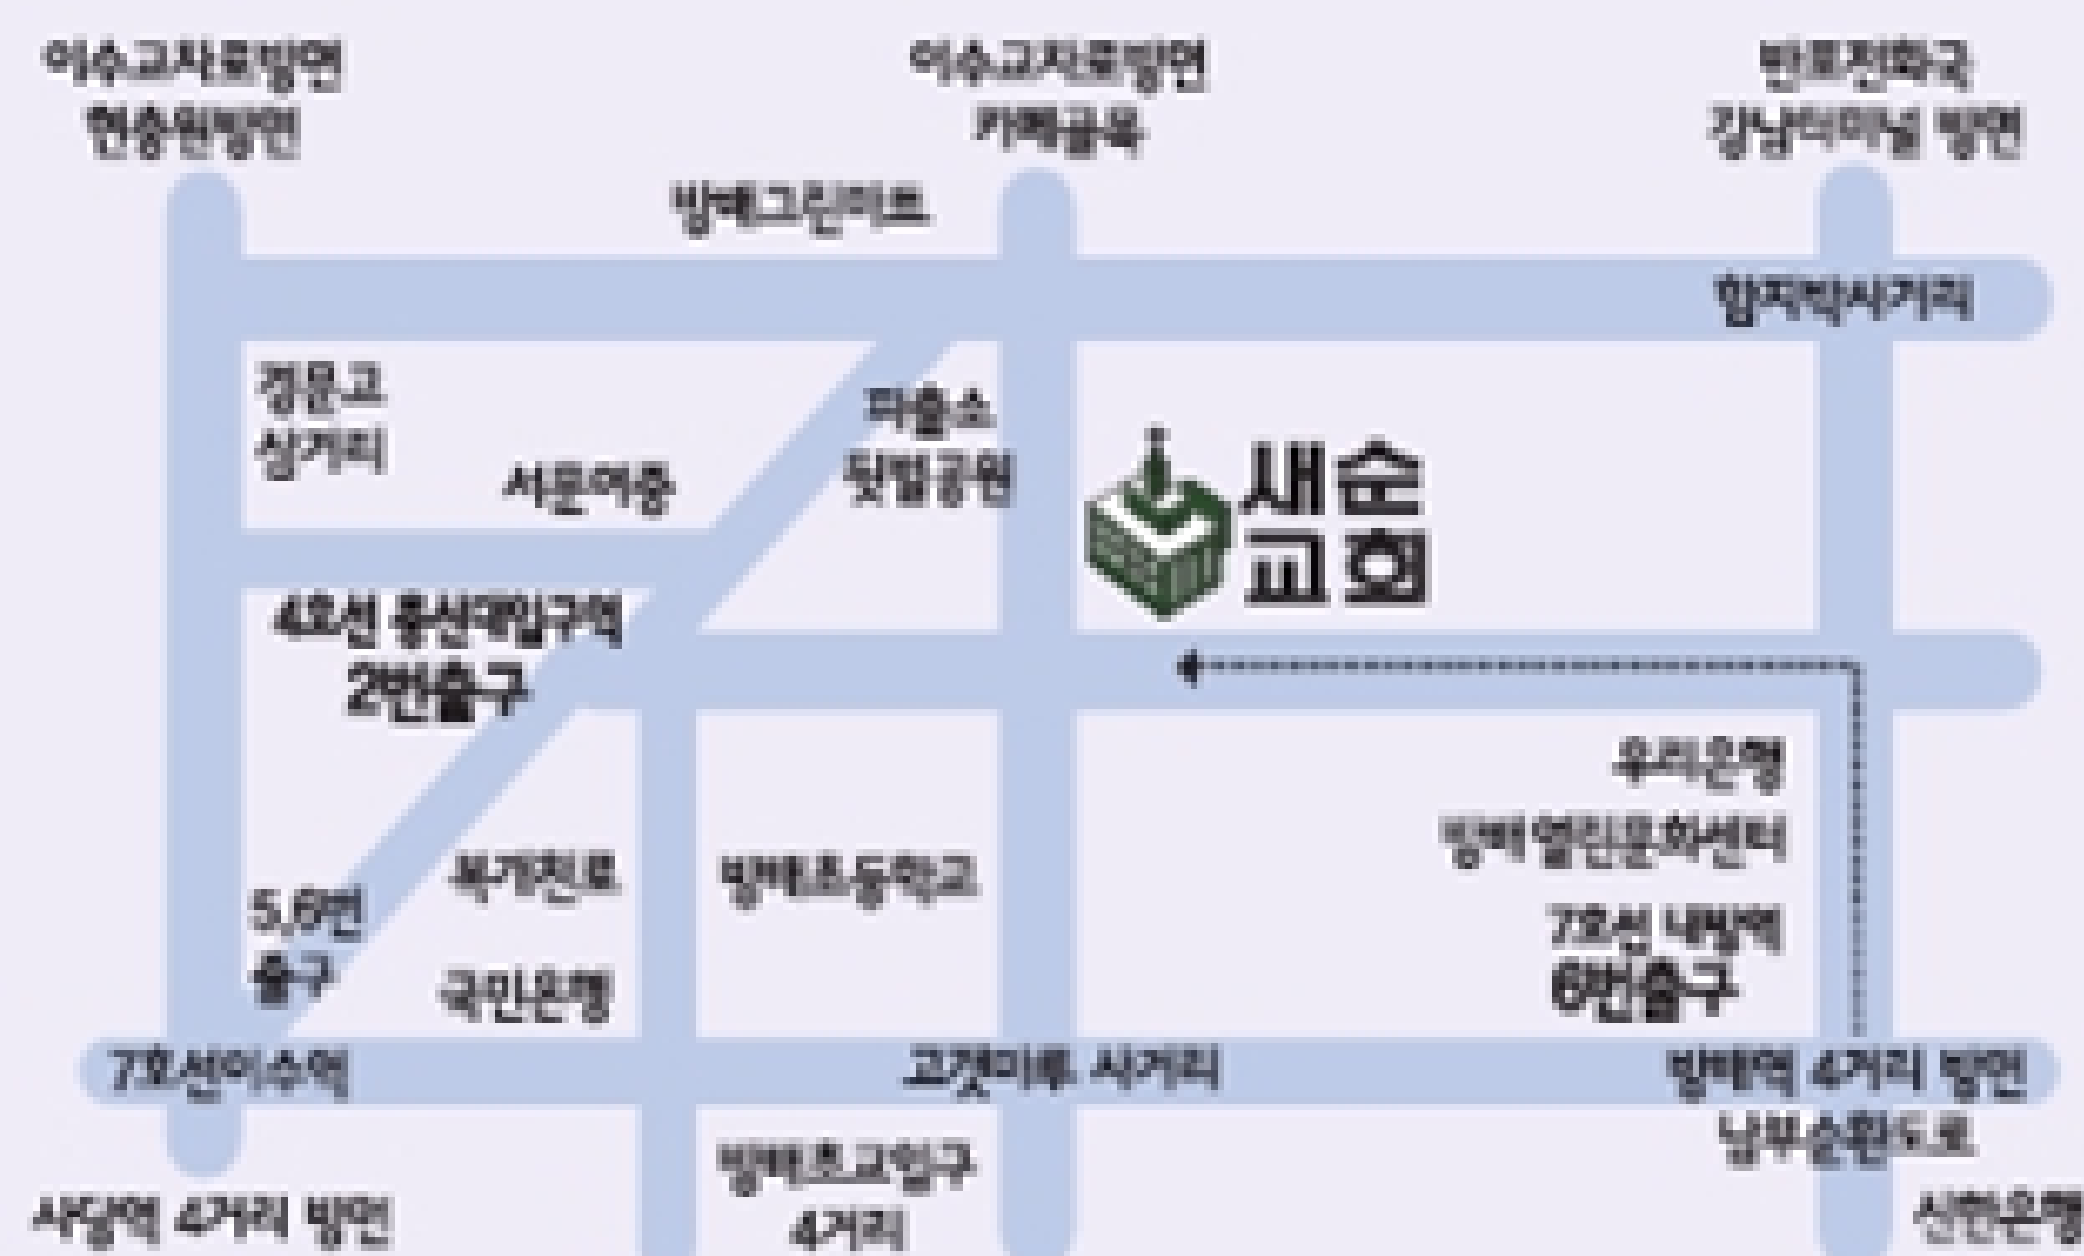 이수교차로방면
현충원방면
이수교차로방면
카페골목
반포전화국
강남터미널 방면
방배그린마트
함지박사거리
경문고
삼거리
파출소
뒷벌공원
서문여중
새순
교회
4호선 총신대입구역
2번출구
우리은행
방배열린문화센터
복개천로
방배초등학교
5,6번
출구
7호선 내방역
6번출구
국민은행
7호선이수역
고갯마루 사거리
방배역 4거리 방면
남부순환도로
방배초교입구
4거리
사당역 4거리 방면
신한은행